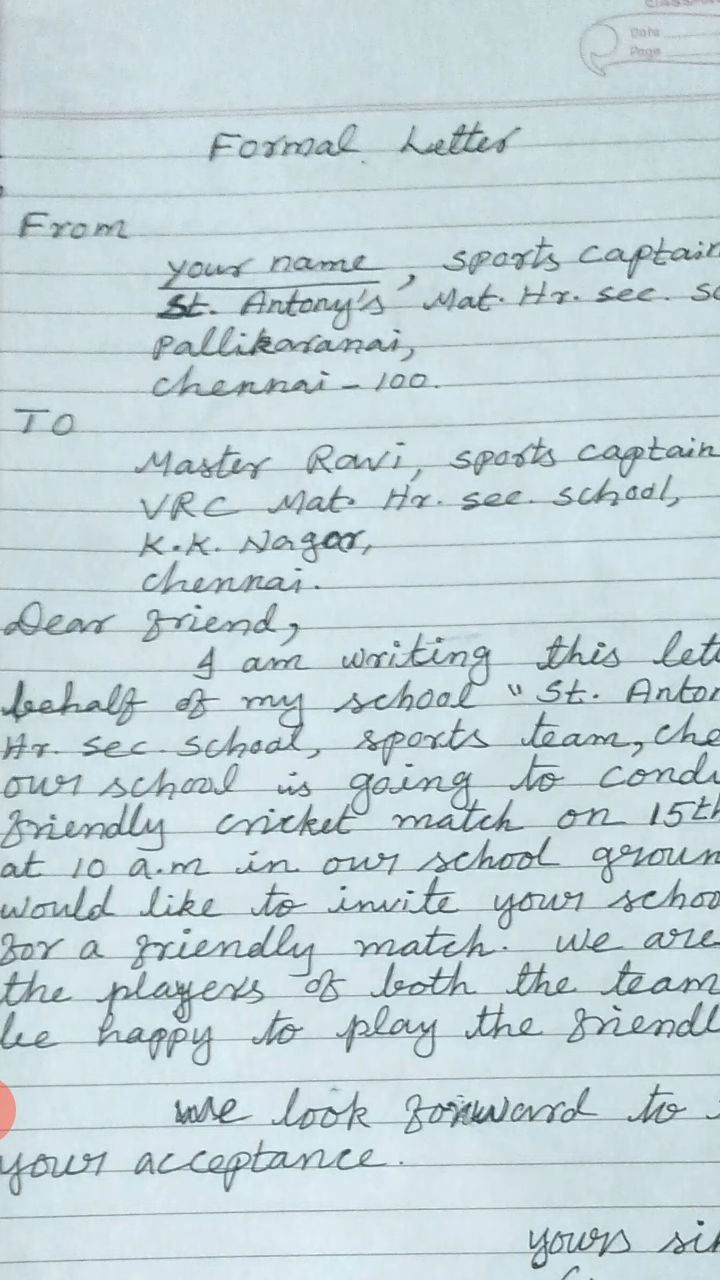 Date
Page
Formal Letter
From
your name, sports captain
St. Antony's Mat. Hr. sec.
Pallikaranai,
chennai - 100.
To
Master Ravi, sports captain
VRC Mat. Hr. sec. school,
K.K. Nagar,
chennai.
Dear friend,
I am writing this
behalf of my school "St.
Hr. sec. school, sports team,
our school is going to
friendly cricket match on 15th
at 10 a.m in our school
would like to invite your
for a friendly match. we are
the players of both the team
be happy to play the
we look forward to
your acceptance.
yours